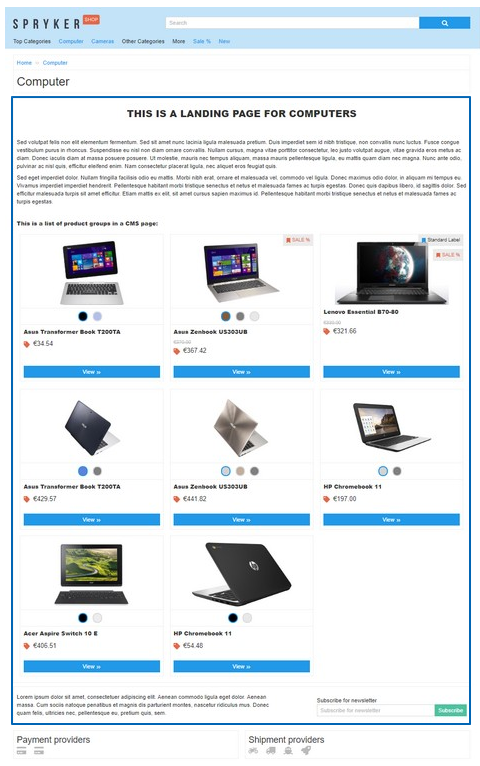 SPRYKER SHOP
Search
Top Categories Computer Cameras Other Categories More Sale % New
Home » Computer
Computer
THIS IS A LANDING PAGE FOR COMPUTERS
Sed volutpat felis non elit elementum fermentum. Sed sit amet nunc lacinia ligula malesuada pretium. Duis imperdiet sem id nibh tristique, non convallis nunc luctus. Fusce congue
vestibulum purus in rhoncus. Suspendisse eu nisl non diam ornare convallis. Nullam cursus, magna vitae porttitor consectetur, leo justo volutpat augue, vitae gravida eros metus ac
diam. Donec iaculis diam at massa posuere posuere. Ut molestie, mauris nec tempus aliquam, massa mauris pellentesque ligula, eu mattis quam diam nec magna. Nunc ante odio,
pulvinar ac nisl quis, efficitur eleifend enim. Nam consectetur placerat ligula, nec aliquet eros feugiat quis.
Sed eget imperdiet dolor. Nullam fringilla facilisis odio eu mattis. Morbi nibh erat, ornare et malesuada vel, commodo vel ligula. Donec maximus odio dolor, in aliquam mi tempus eu.
Vivamus imperdiet imperdiet hendrerit. Pellentesque habitant morbi tristique senectus et netus et malesuada fames ac turpis egestas. Donec quis dapibus libero, id sagittis dolor. Sed
efficitur malesuada turpis sit amet efficitur. Etiam mattis ex elit, sit amet cursus sapien maximus id. Pellentesque habitant morbi tristique senectus et netus et malesuada fames ac
turpis egestas.
This is a list of product groups in a CMS page:
SALE %
Standard Label
SALE %
Asus Transformer Book T200TA
€34.54
View »
Asus Zenbook US303UB
€367.42
View »
Lenovo Essential B70-80
€321.66
View »
Asus Transformer Book T200TA
€429.57
View »
Asus Zenbook US303UB
€441.82
View »
HP Chromebook 11
€197.00
View »
Acer Aspire Switch 10 E
€406.51
View »
HP Chromebook 11
€54.48
View »
Lorem ipsum dolor sit amet, consectetuer adipiscing elit. Aenean commodo ligula eget dolor. Aenean
massa. Cum sociis natoque penatibus et magnis dis parturient montes, nascetur ridiculus mus. Donec
quam felis, ultricies nec, pellentesque eu, pretium quis, sem.
Subscribe for newsletter
Subscribe for newsletter Subscribe
Payment providers
Shipment providers